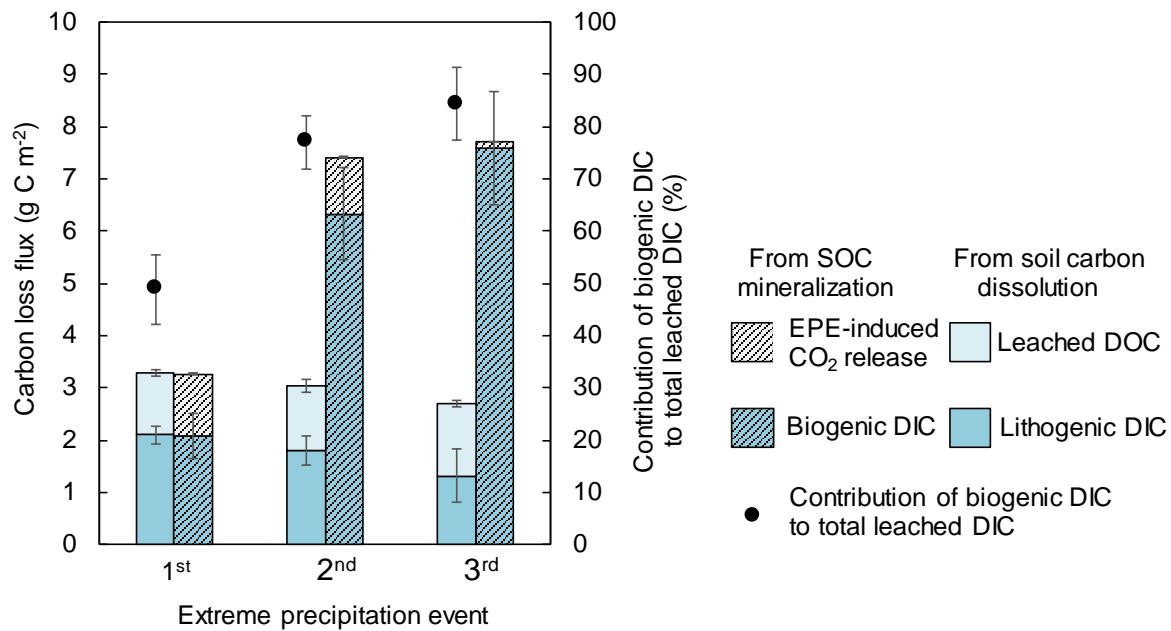 Carbon loss flux (g C m-2)
10
9
8
7
6
5
4
3
2
1
0
100
90
80
70
60
50
40
30
20
10
0
Contribution of biogenic DIC
to total leached DIC (%)
1st
2nd
3rd
Extreme precipitation event
From SOC
mineralization
From soil carbon
dissolution
EPE-induced
CO2 release
Leached DOC
Biogenic DIC
Lithogenic DIC
Contribution of biogenic DIC
to total leached DIC